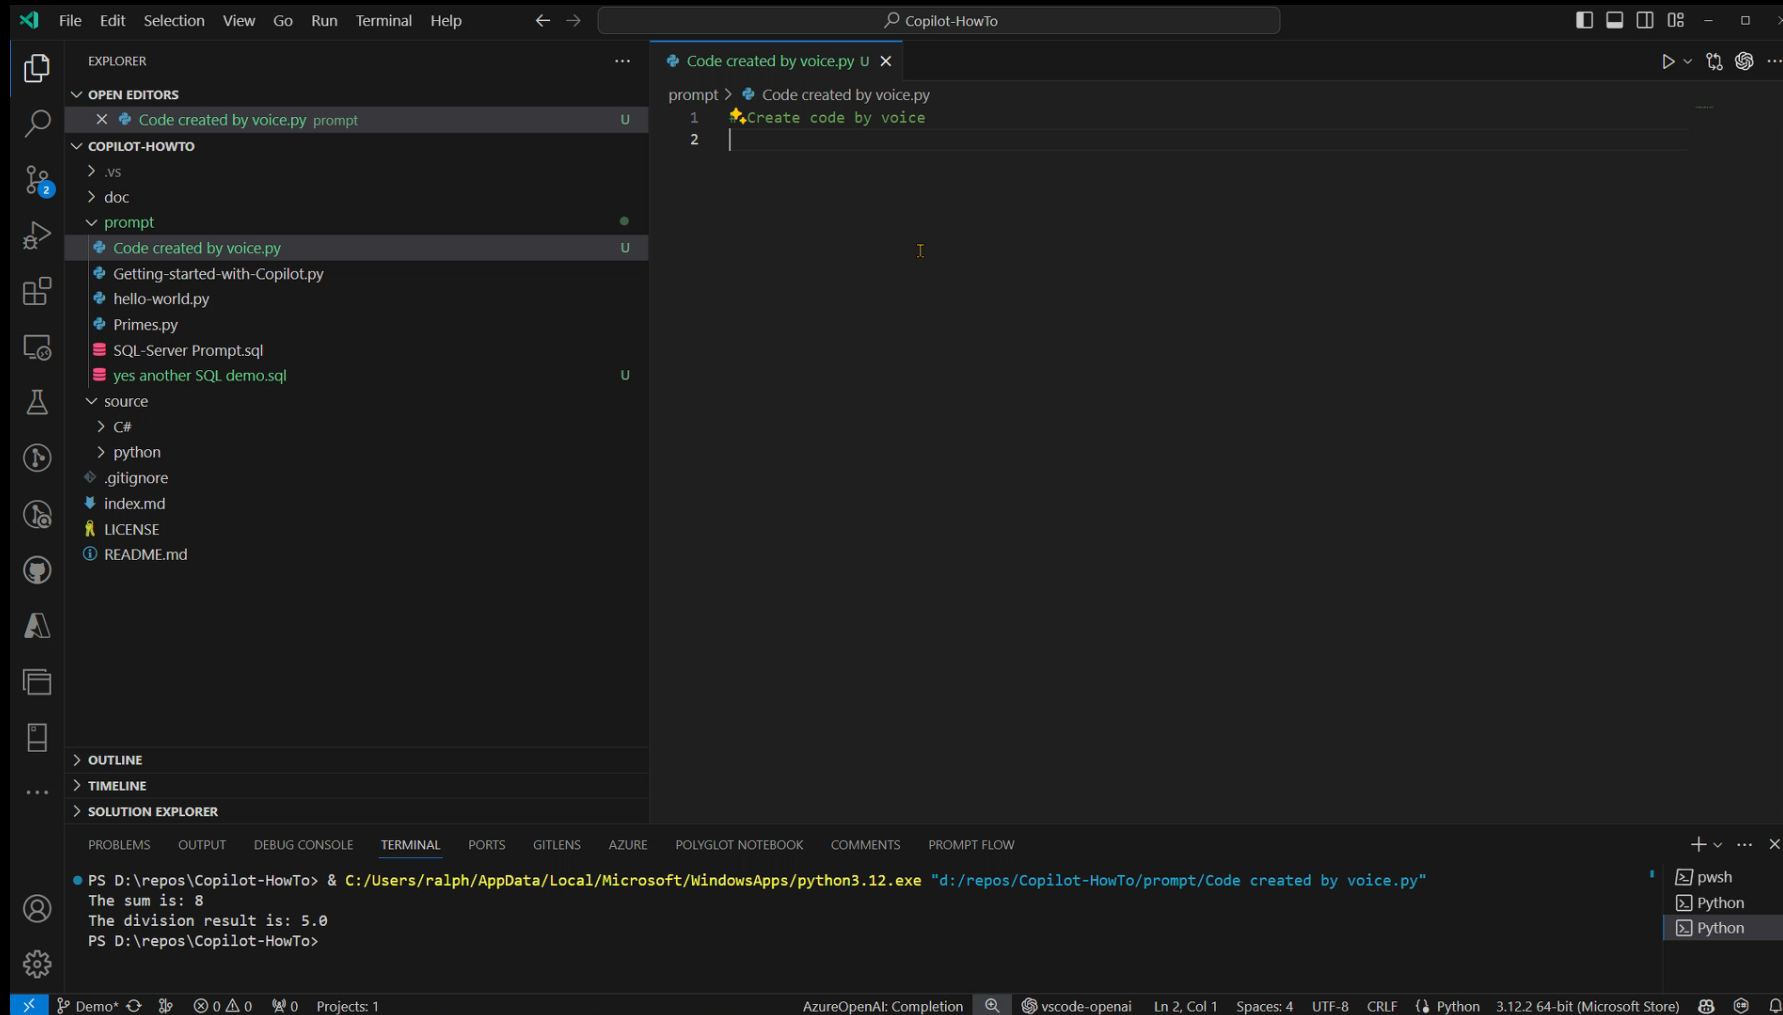 File Edit Selection View Go Run Terminal Help
Copilot-HowTo
EXPLORER
OPEN EDITORS
Code created by voice.py prompt U
COPILOT-HOWTO
.vs
doc
prompt
Code created by voice.py U
Getting-started-with-Copilot.py
hello-world.py
Primes.py
SQL-Server Prompt.sql
yes another SQL demo.sql U
source
C#
python
.gitignore
index.md
LICENSE
README.md
OUTLINE
TIMELINE
SOLUTION EXPLORER
2
Code created by voice.py U
prompt > Code created by voice.py
1 #Create code by voice
2
PROBLEMS OUTPUT DEBUG CONSOLE TERMINAL PORTS GITLENS AZURE POLYGLOT NOTEBOOK COMMENTS PROMPT FLOW
PS D:\repos\Copilot-HowTo> & C:/Users/ralph/AppData/Local/Microsoft/WindowsApps/python3.12.exe "d:/repos/Copilot-HowTo/prompt/Code created by voice.py"
The sum is: 8
The division result is: 5.0
PS D:\repos\Copilot-HowTo>
pwsh
Python
Python
Demo* 0 0 0 Projects: 1 AzureOpenAI: Completion vscode-openai Ln 2, Col 1 Spaces: 4 UTF-8 CRLF Python 3.12.2 64-bit (Microsoft Store)